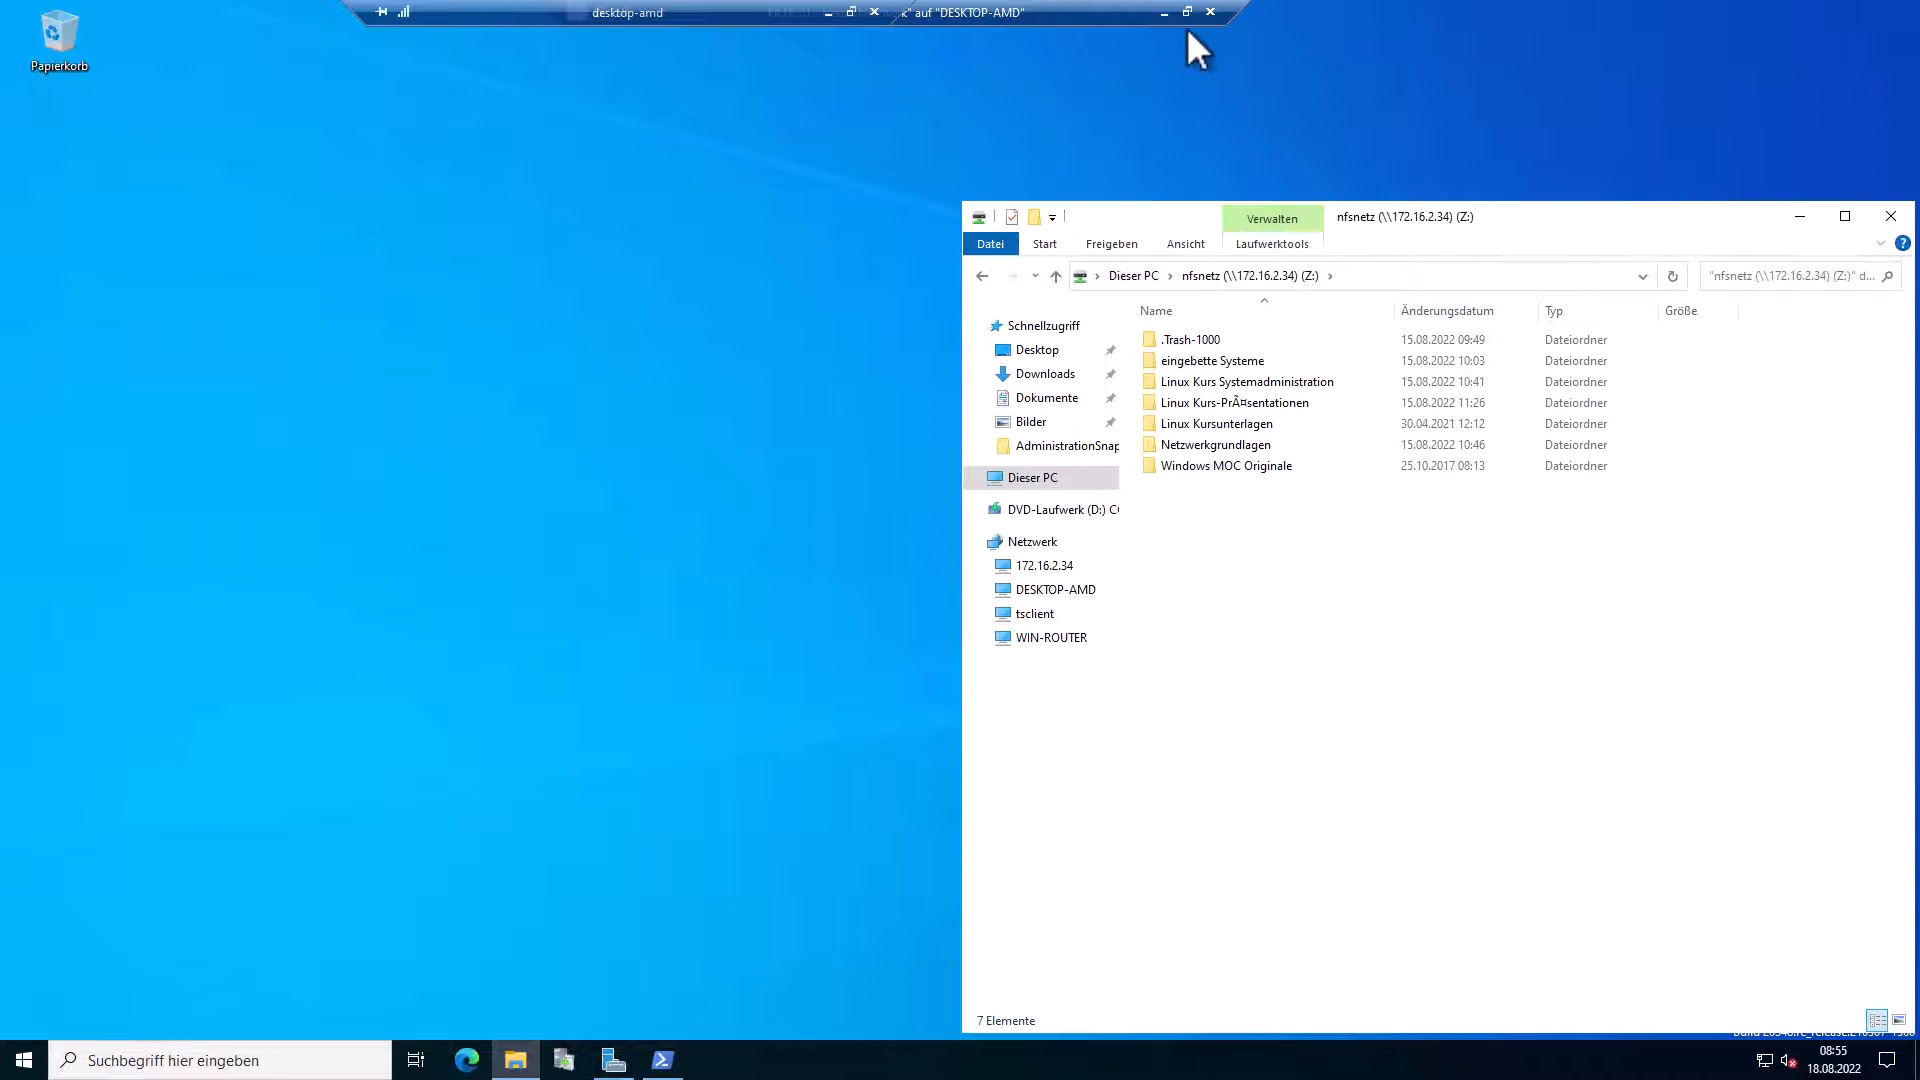 desktop-amd
k" auf "DESKTOP-AMD"
Papierkorb
Verwalten
nfsnetz (\\172.16.2.34) (Z:)
Datei Start Freigeben Ansicht Laufwerktools
Dieser PC nfsnetz (\\172.16.2.34) (Z:)
"nfsnetz (\\172.16.2.34) (Z:)" d...
Name Änderungsdatum Typ Größe
Schnellzugriff
Desktop
Downloads
Dokumente
Bilder
AdministrationSnap
Dieser PC
DVD-Laufwerk (D:) C
Netzwerk
172.16.2.34
DESKTOP-AMD
tsclient
WIN-ROUTER
.Trash-1000 15.08.2022 09:49 Dateiordner
eingebette Systeme 15.08.2022 10:03 Dateiordner
Linux Kurs Systemadministration 15.08.2022 10:41 Dateiordner
Linux Kurs-PrÃ¤sentationen 15.08.2022 11:26 Dateiordner
Linux Kursunterlagen 30.04.2021 12:12 Dateiordner
Netzwerkgrundlagen 15.08.2022 10:46 Dateiordner
Windows MOC Originale 25.10.2017 08:13 Dateiordner
7 Elemente
Suchbegriff hier eingeben
08:55
18.08.2022